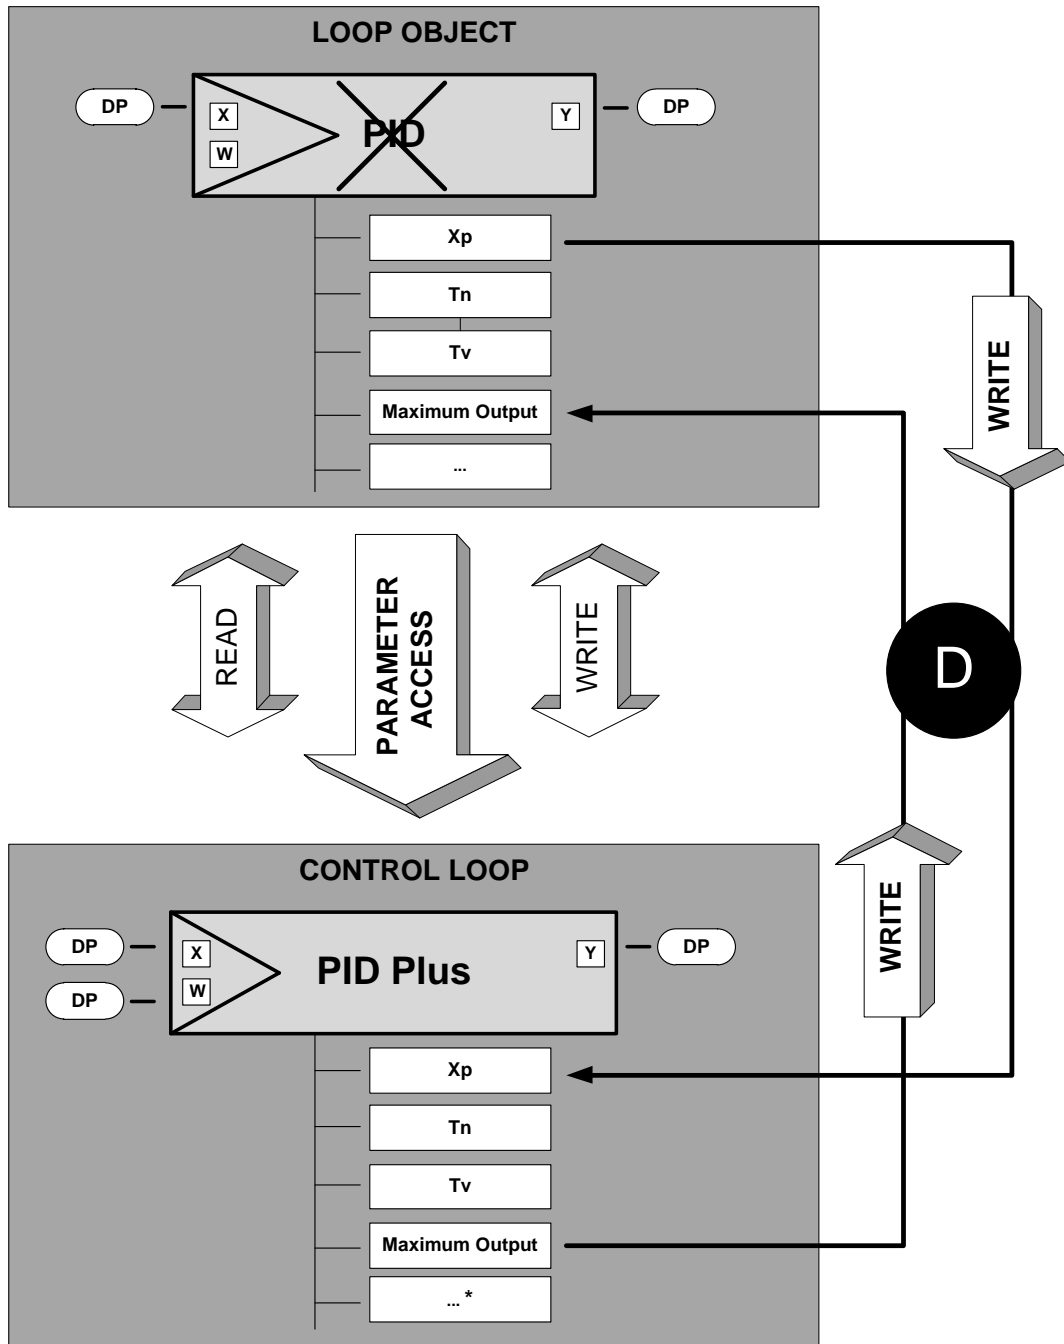 LOOP OBJECT
DP
X
W
PID
Y
DP
Xp
Tn
Tv
Maximum Output
...
WRITE
READ
PARAMETER
ACCESS
WRITE
D
WRITE
CONTROL LOOP
DP
DP
X
W
PID Plus
Y
DP
Xp
Tn
Tv
Maximum Output
... *